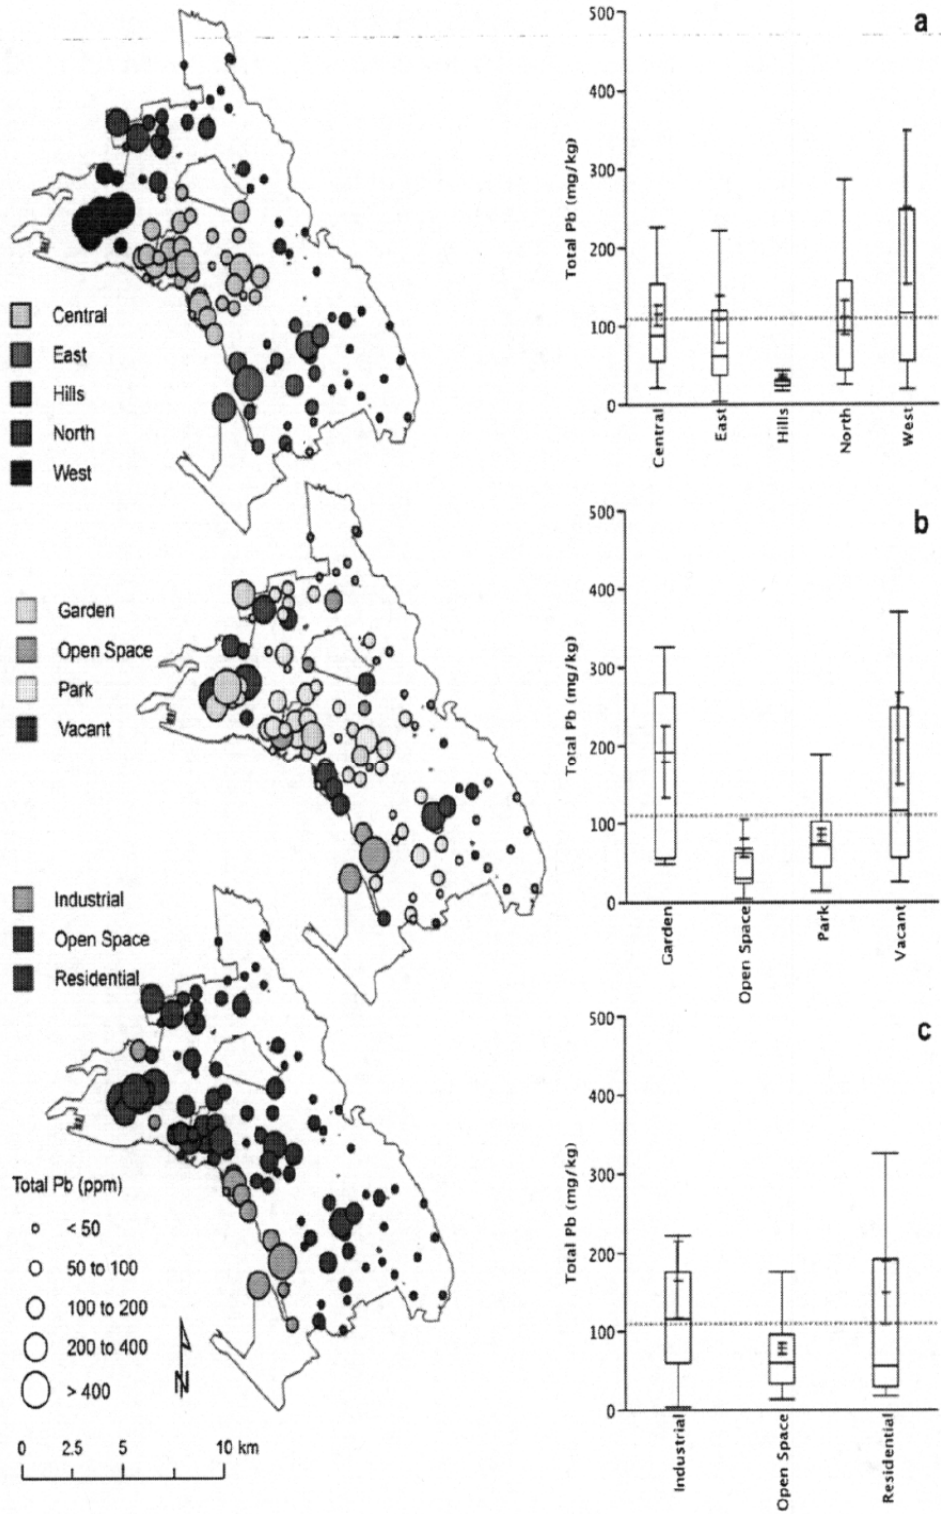 a
500
400
300
200
100
0
Total Pb (mg/kg)
Central
East
Hills
North
West
Central
East
Hills
North
West
b
500
400
300
200
100
0
Total Pb (mg/kg)
Garden
Open Space
Park
Vacant
Garden
Open Space
Park
Vacant
c
500
400
300
200
100
0
Total Pb (mg/kg)
Industrial
Open Space
Residential
Industrial
Open Space
Residential
Total Pb (ppm)
< 50
50 to 100
100 to 200
200 to 400
> 400
N
0 2.5 5 10 km